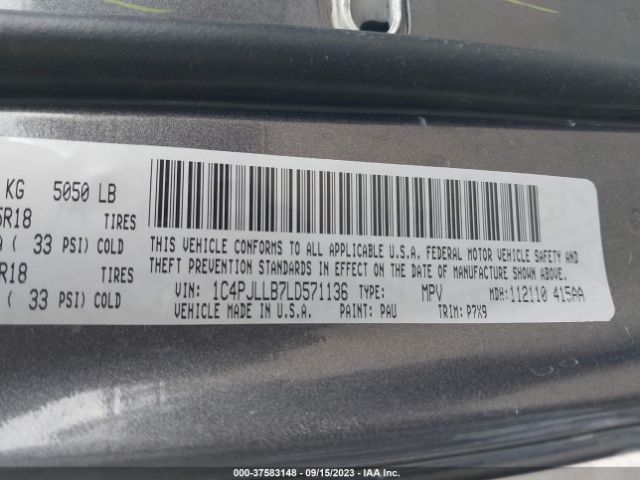 KG 5050 LB
5R18 TIRES
( 33 PSI) COLD
R18 TIRES
( 33 PSI) COLD
THIS VEHICLE CONFORMS TO ALL APPLICABLE U.S.A. FEDERAL MOTOR VEHICLE SAFETY AND
THEFT PREVENTION STANDARDS IN EFFECT ON THE DATE OF MANUFACTURE SHOWN ABOVE.
VIN: 1C4PJLLB7LD571136 TYPE: MPV MDH: 112110 415AA
VEHICLE MADE IN U.S.A. PAINT: PAU TRIM: P7X9
000-37583148 - 09/15/2023 - IAA Inc.